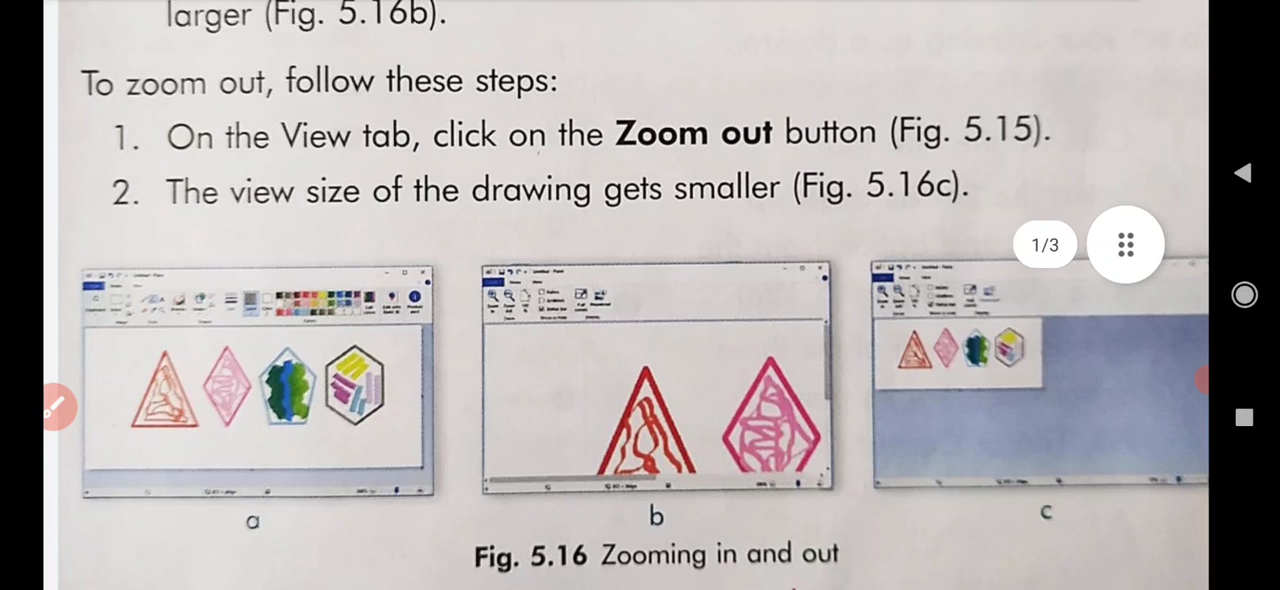 larger (Fig. 5.16b).
To zoom out, follow these steps:
1. On the View tab, click on the Zoom out button (Fig. 5.15).
2. The view size of the drawing gets smaller (Fig. 5.16c).
1/3
a
b
c
Fig. 5.16 Zooming in and out